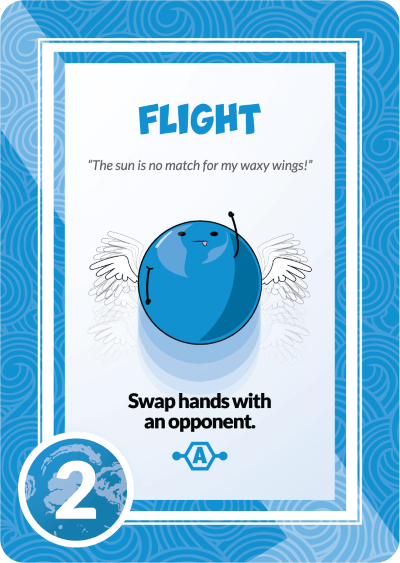 FLIGHT
“The sun is no match for my waxy wings!”
Swap hands with
an opponent.
A
2